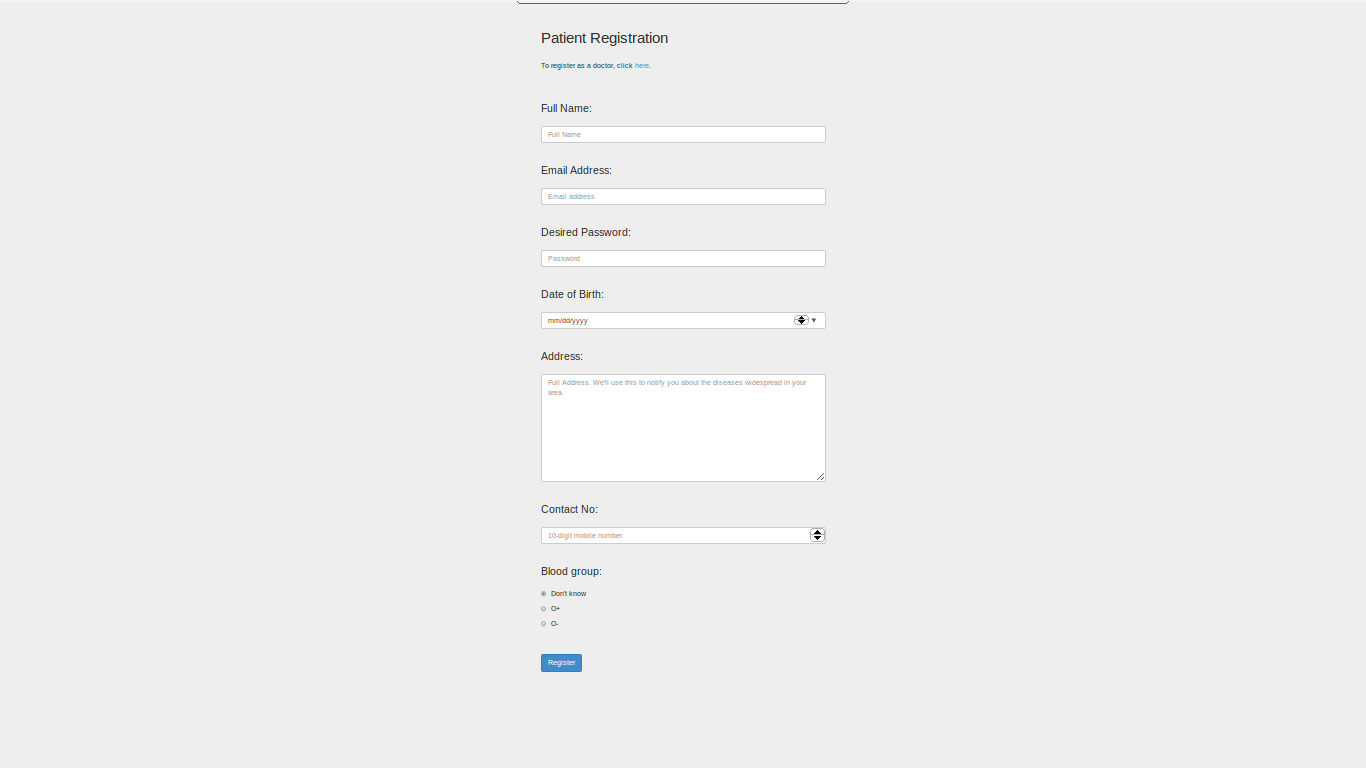 Patient Registration
To register as a doctor, click here.
Full Name:
Full Name
Email Address:
Email address
Desired Password:
Password
Date of Birth:
mm/dd/yyyy
Address:
Full Address. We'll use this to notify you about the diseases widespread in your
area.
Contact No:
10-digit mobile number
Blood group:
Don't know
O+
O-
Register